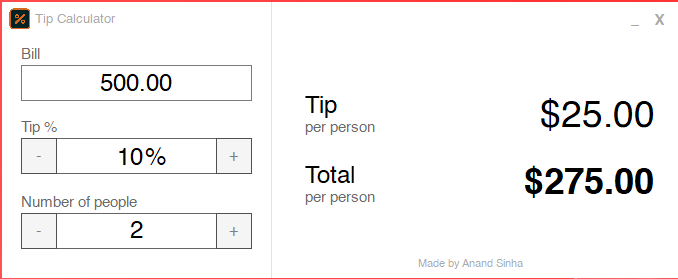 Tip Calculator
_ X
Bill
500.00
Tip %
- 10% +
Number of people
- 2 +
Tip
per person
$25.00
Total
per person
$275.00
Made by Anand Sinha